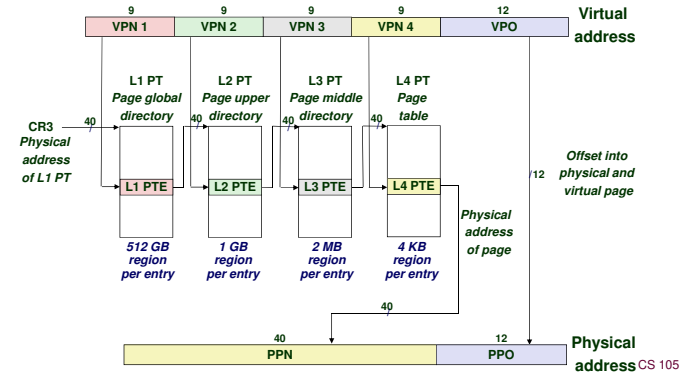 9 9 9 9 12
VPN 1 VPN 2 VPN 3 VPN 4 VPO
Virtual
address
L1 PT
Page global
directory
L2 PT
Page upper
directory
L3 PT
Page middle
directory
L4 PT
Page
table
CR3
Physical
address
of L1 PT
40 40 40 40
L1 PTE L2 PTE L3 PTE L4 PTE
512 GB
region
per entry
1 GB
region
per entry
2 MB
region
per entry
4 KB
region
per entry
Physical
address
of page
12
Offset into
physical and
virtual page
40
40 12
PPN PPO
Physical
address
CS 105